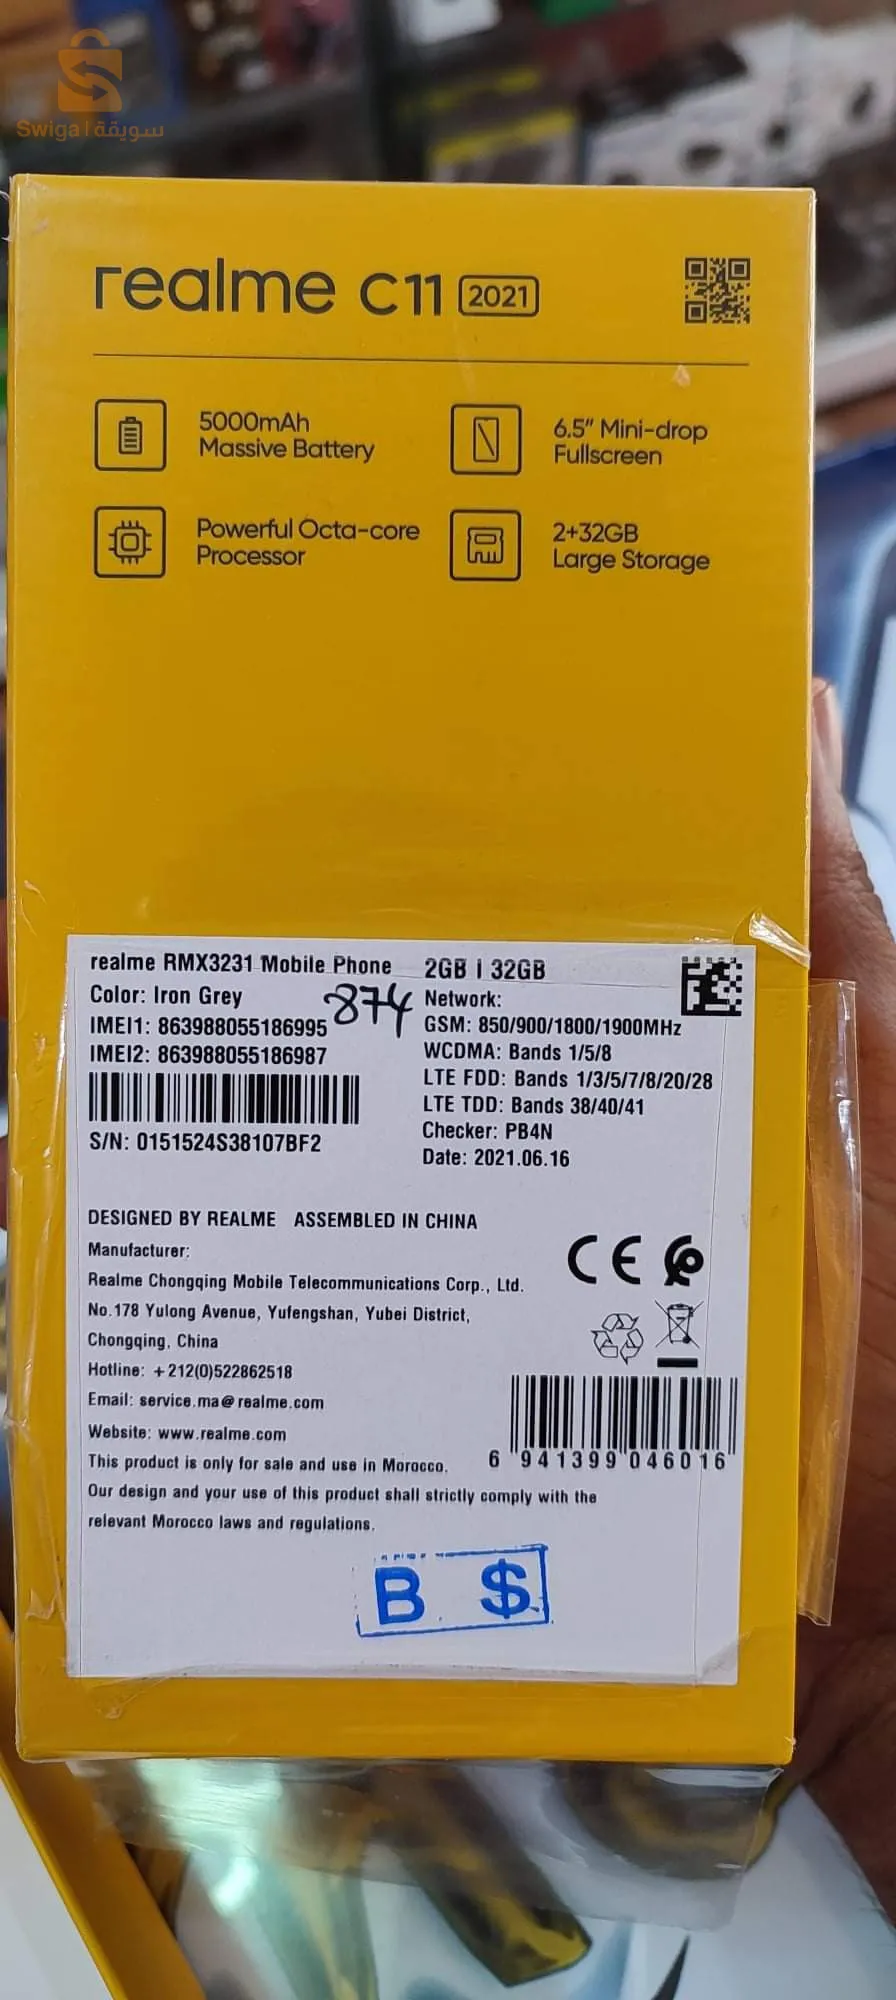 Swiga | سويقة
realme C11 2021
5000mAh
Massive Battery
6.5" Mini-drop
Fullscreen
Powerful Octa-core
Processor
2+32GB
Large Storage
realme RMX3231 Mobile Phone
Color: Iron Grey
874
IMEI1: 863988055186995
IMEI2: 863988055186987
S/N: 0151524S38107BF2
2GB | 32GB
Network:
GSM: 850/900/1800/1900MHz
WCDMA: Bands 1/5/8
LTE FDD: Bands 1/3/5/7/8/20/28
LTE TDD: Bands 38/40/41
Checker: PB4N
Date: 2021.06.16
DESIGNED BY REALME ASSEMBLED IN CHINA
Manufacturer:
Realme Chongqing Mobile Telecommunications Corp., Ltd.
No.178 Yulong Avenue, Yufengshan, Yubei District,
Chongqing, China
Hotline: +212(0)522862518
Email: service.ma@realme.com
Website: www.realme.com
This product is only for sale and use in Morocco.
Our design and your use of this product shall strictly comply with the
relevant Morocco laws and regulations.
CE
6 941399 046016
B $